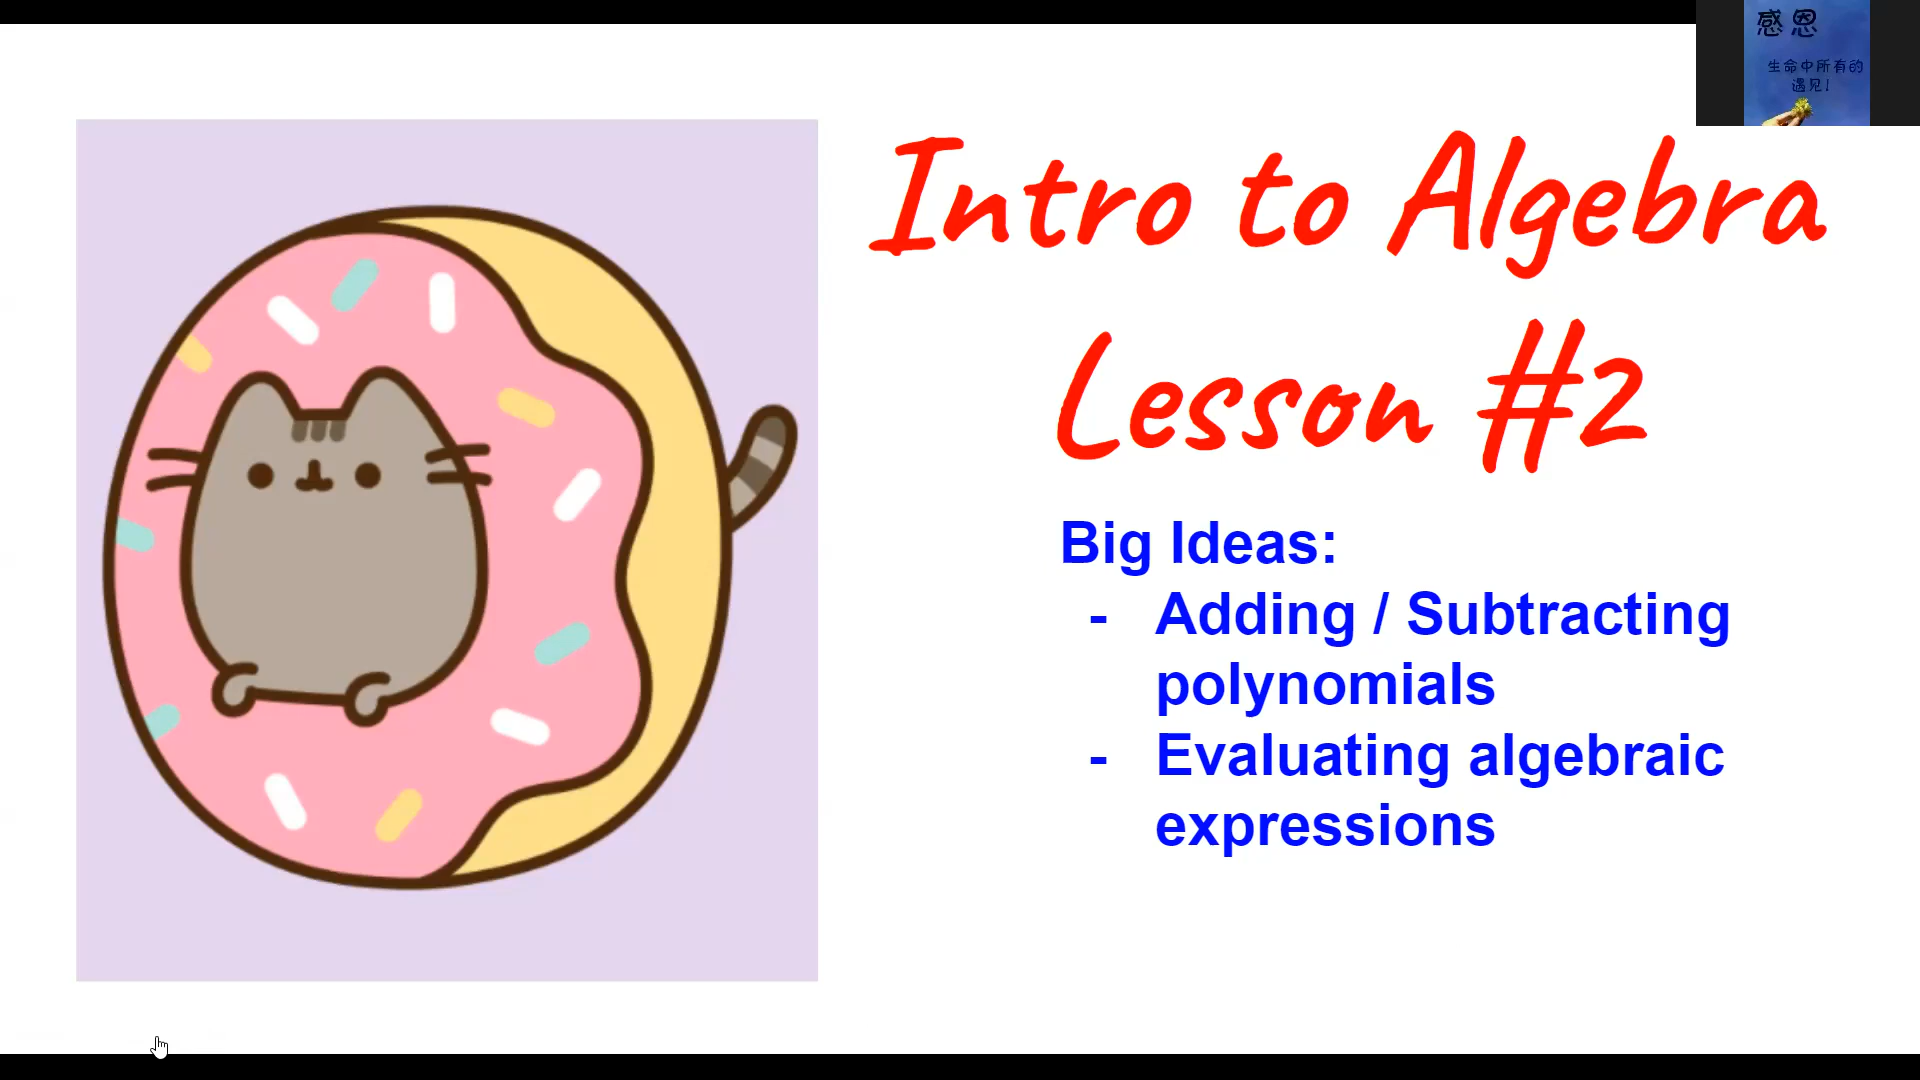 感恩
生命中所有的
遇见!
Intro to Algebra
Lesson #2
Big Ideas:
- Adding / Subtracting
polynomials
- Evaluating algebraic
expressions